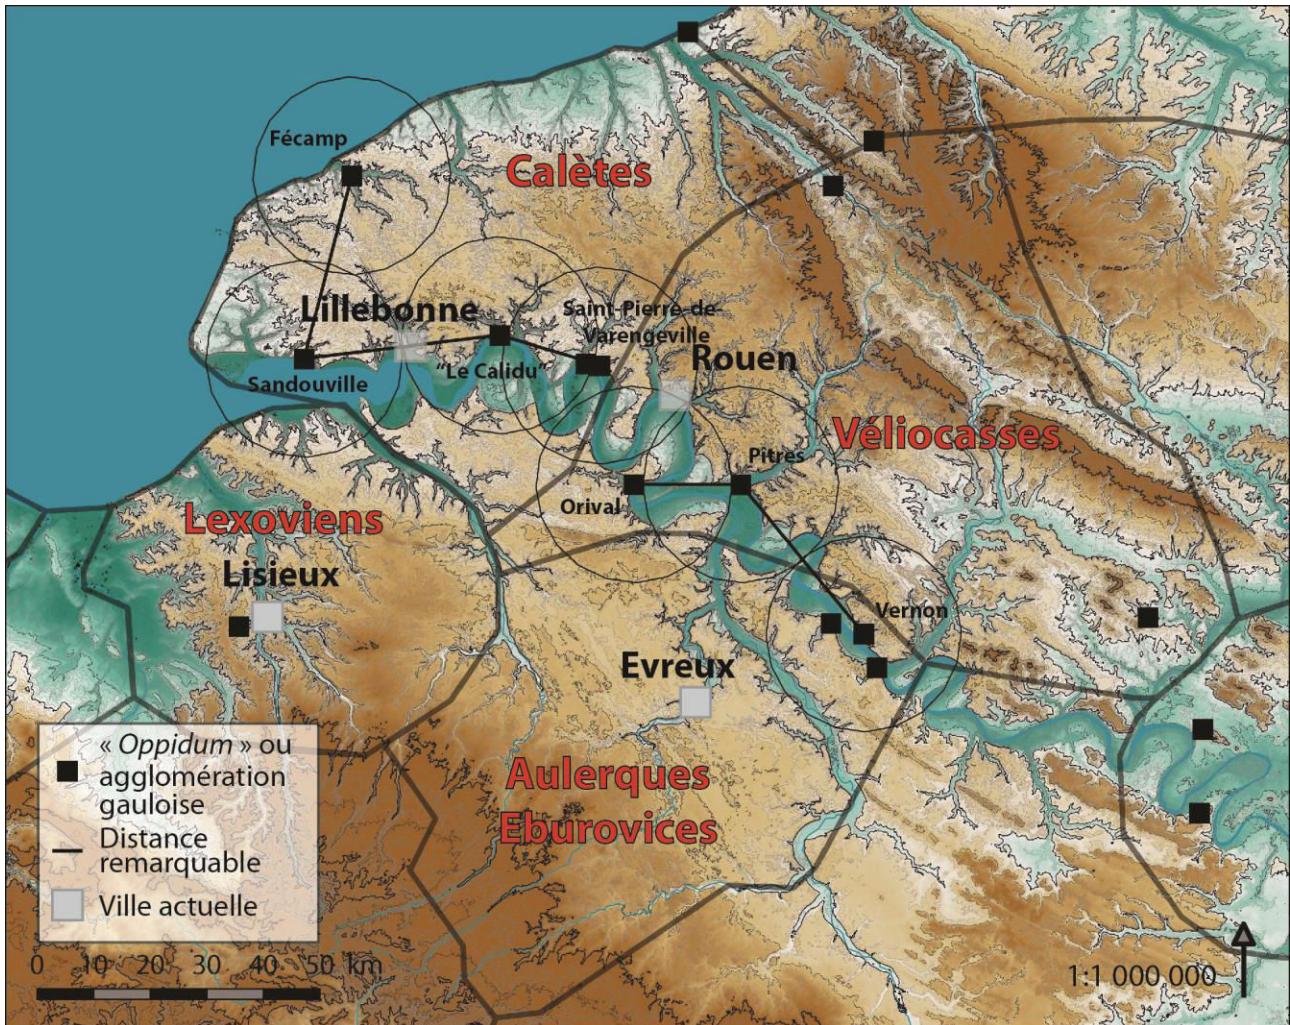 Fécamp
Calètes
Lillebonne
Saint-Pierre-de-
Varengeville
Rouen
Sandouville
"Le Calidu"
Véliocasses
Pitres
Orival
Lexoviens
Lisieux
Vernon
Evreux
Aulerques
Eburovices
« Oppidum » ou
agglomération
gauloise
Distance
remarquable
Ville actuelle
0 10 20 30 40 50 km
1:1 000 000